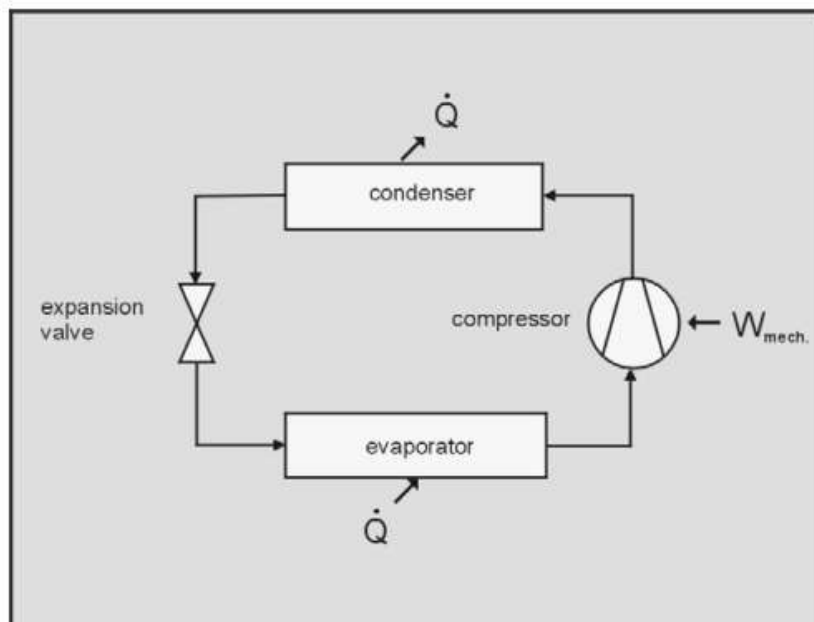 Q̇
condenser
expansion
valve
compressor
W mech.
evaporator
Q̇